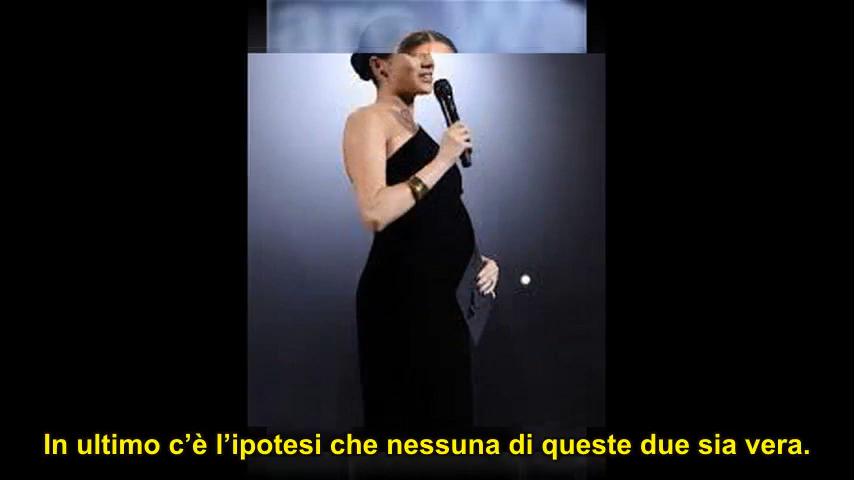 In ultimo c’è l’ipotesi che nessuna di queste due sia vera.